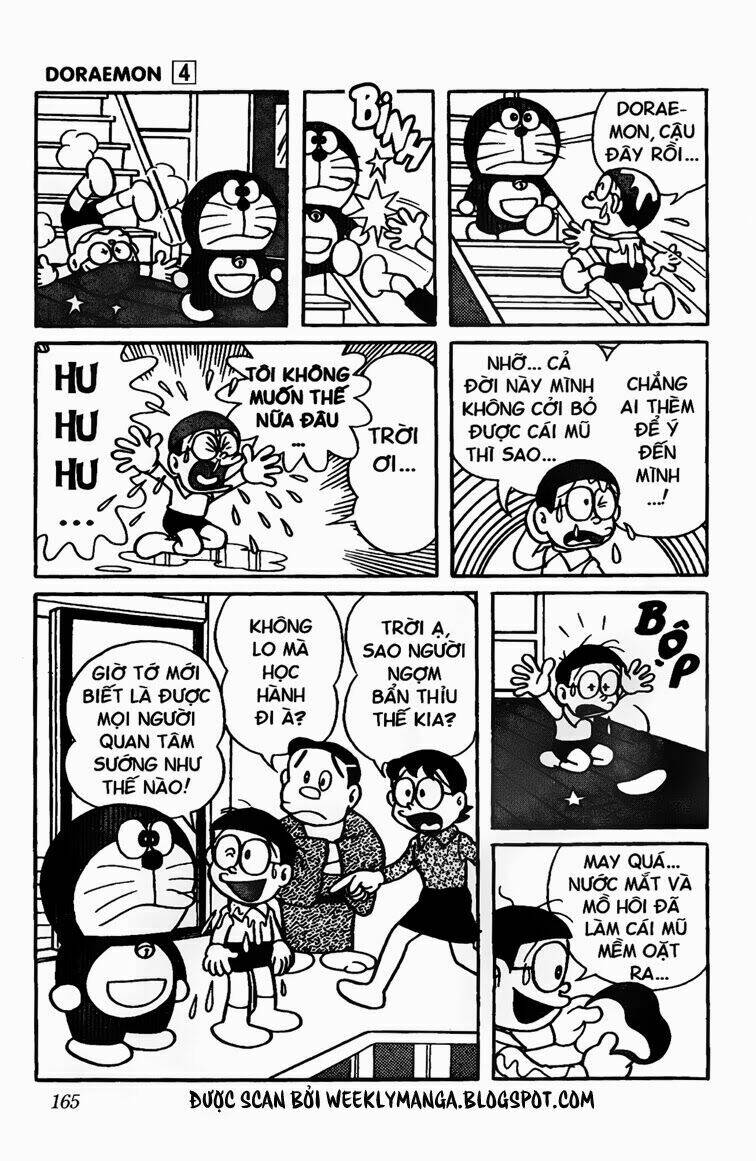 DORAEMON 4
BINH
DORAE-
MON, CẬU
ĐÂY RỒI...
HU
HU
HU
...
TÔI KHÔNG
MUỐN THẾ
NỮA ĐÂU
...
TRỜI
ƠI...
NHỠ... CẢ
ĐỜI NÀY MÌNH
KHÔNG CỞI BỎ
ĐƯỢC CÁI MŨ
THÌ SAO...
CHẲNG
AI THÈM
ĐỂ Ý
ĐẾN
MÌNH
...!
GIỜ TỚ MỚI
BIẾT LÀ ĐƯỢC
MỌI NGƯỜI
QUAN TÂM
SƯỚNG NHƯ
THẾ NÀO!
KHÔNG
LO MÀ
HỌC
HÀNH
ĐI À?
TRỜI Ạ,
SAO NGƯỜI
NGỢM
BẨN THỈU
THẾ KIA?
BỘP
MAY QUÁ...
NƯỚC MẮT VÀ
MỒ HÔI ĐÃ
LÀM CÁI MŨ
MỀM OẶT
RA...
165
ĐƯỢC SCAN BỞI WEEKLYMANGA.BLOGSPOT.COM